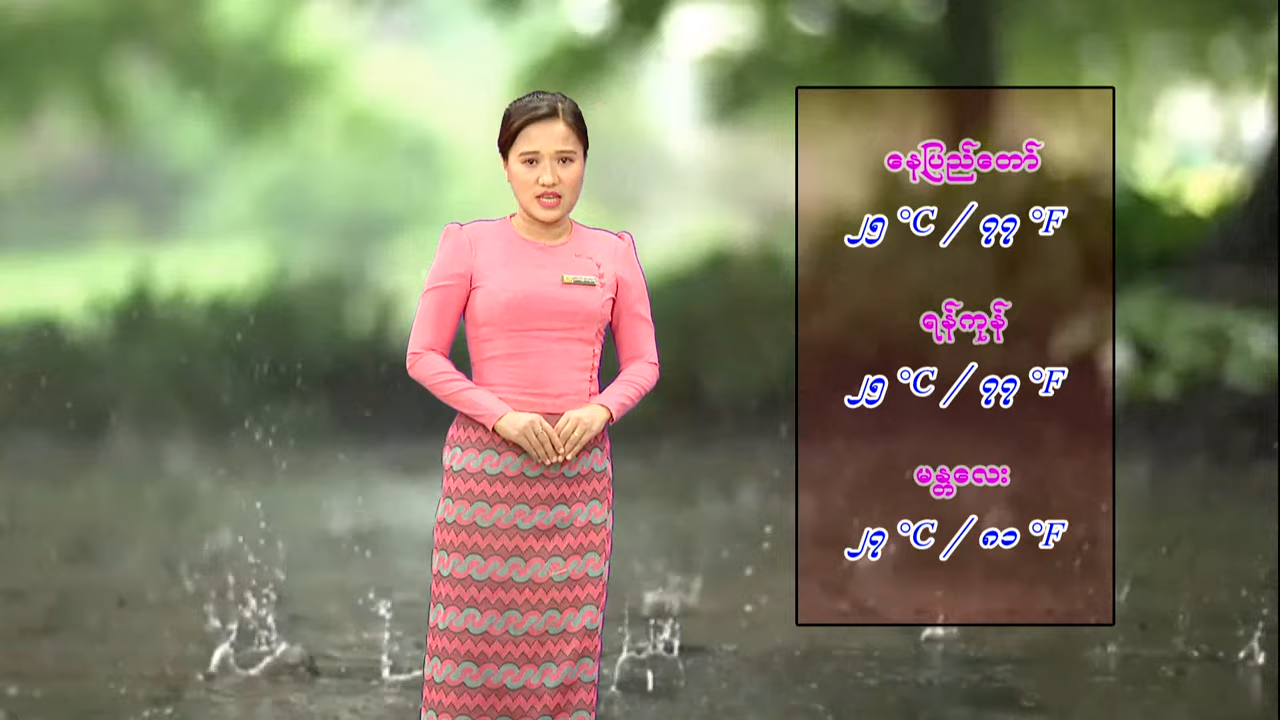 နေပြည်တော်
၂၅ °C / ၇၇ °F
ရန်ကုန်
၂၅ °C / ၇၇ °F
မန္တလေး
၂၇ °C / ၈၁ °F